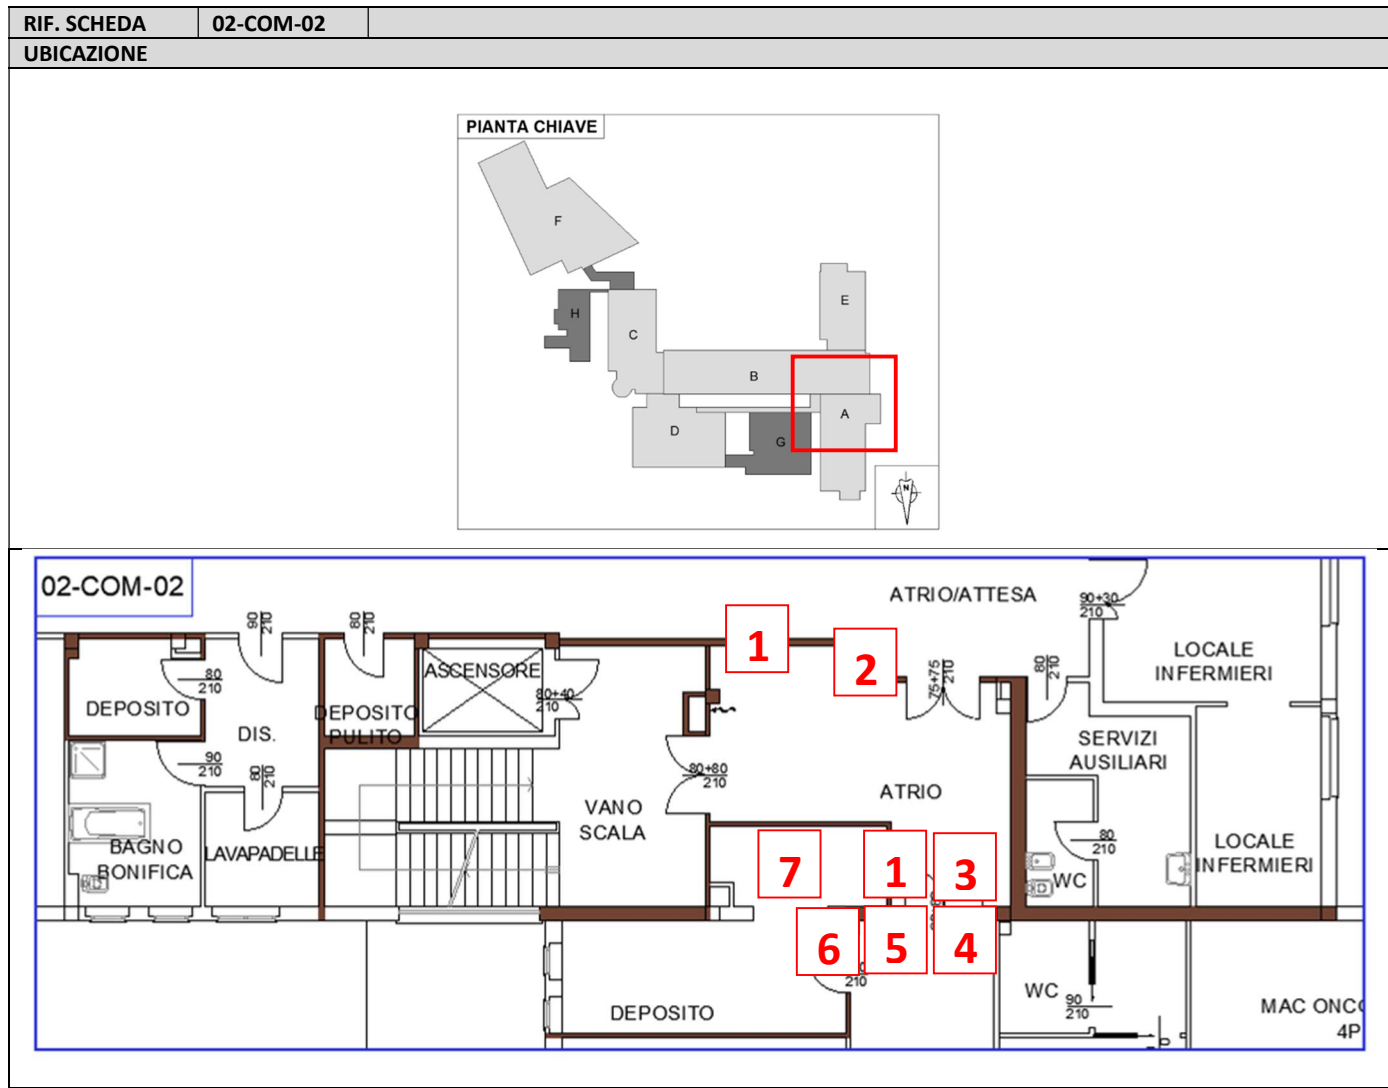 RIF. SCHEDA 02-COM-02
UBICAZIONE
PIANTA CHIAVE
F
E
H
C
B
A
D
G
N
02-COM-02
ATRIO/ATTESA
90
210
80
210
90+30
210
1
2
LOCALE
INFERMIERI
ASCENSORE
80+40
210
75+75
210
80
210
80
210
DEPOSITO
DEPOSITO
PULITO
DIS.
SERVIZI
AUSILIARI
90
210
80
210
80+80
210
ATRIO
VANO
SCALA
BAGNO
BONIFICA
LAVAPADELLE
80
210
LOCALE
INFERMIERI
7
1
3
WC
6
5
4
210
WC
90
210
DEPOSITO
MAC ONCO
4P